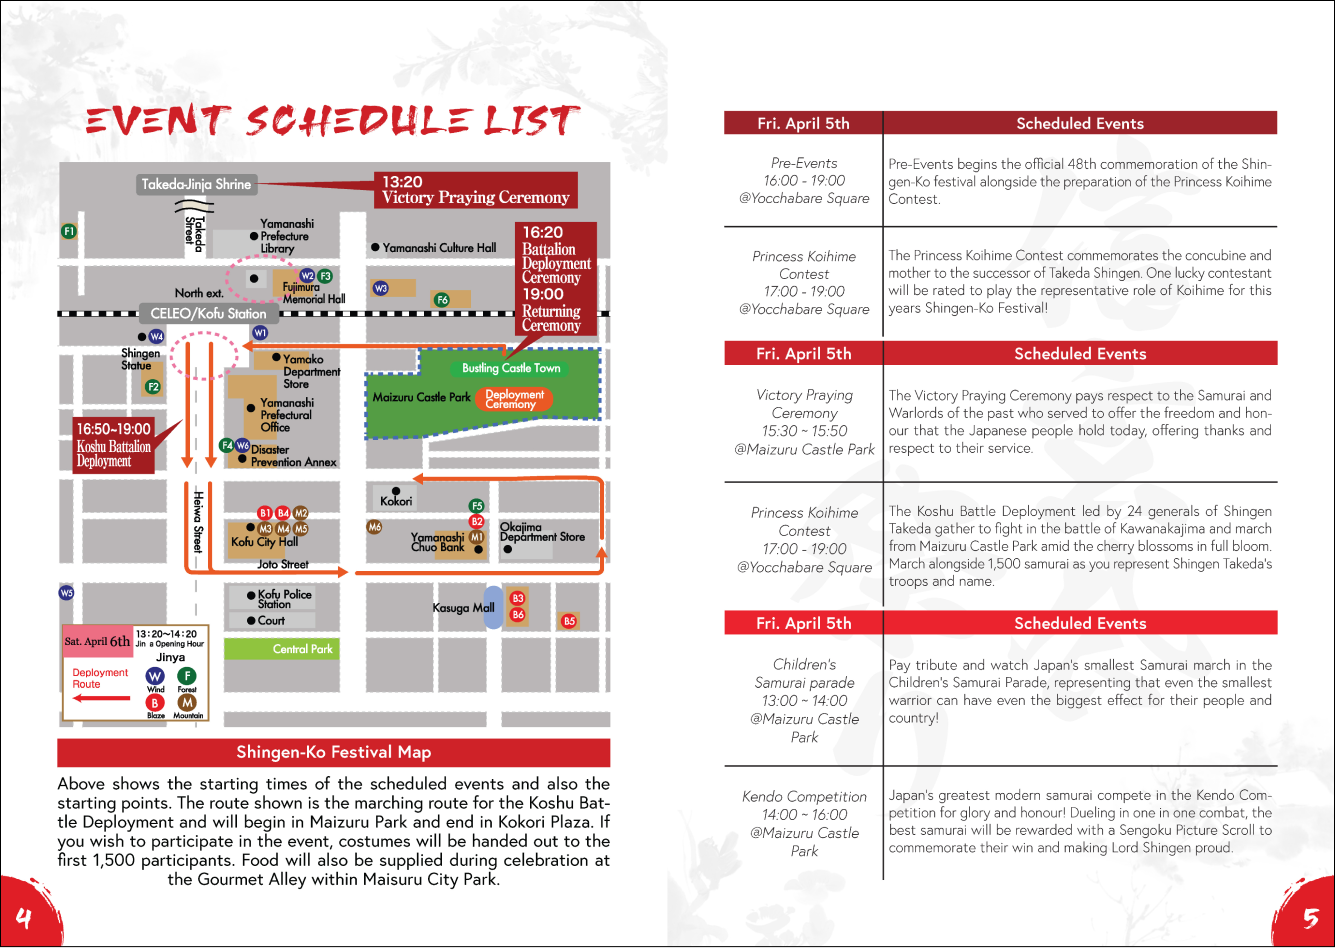 EVENT SCHEDULE LIST
Takeda-Jinja Shrine
13:20
Victory Praying Ceremony
Takeda
Street
F1
Yamanashi
Prefecture
Library
Yamanashi Culture Hall
16:20
Battalion
Deployment
Ceremony
19:00
Returning
Ceremony
W2
F3
Fujimura
Memorial Hall
W3
F6
North ext.
CELEO/Kofu Station
W4
W1
Shingen
Statue
F2
Yamako
Department
Store
Bustling Castle Town
Maizuru Castle Park
Deployment
Ceremony
Yamanashi
Prefectural
Office
16:50~19:00
Koshu Battalion
Deployment
F4
W6
Disaster
Prevention Annex
Heiwa Street
Kokori
B1
B4
M2
M3
M4
M5
Kofu City Hall
M6
F5
B2
M1
Yamanashi
Chuo Bank
Okajima
Department Store
Joto Street
W5
Kofu Police
Station
Court
Kasuga Mall
B3
B6
B5
Central Park
Sat. April 6th
13:20~14:20
Jin a Opening Hour
Jinya
Deployment
Route
W
Wind
F
Forest
B
Blaze
M
Mountain
Shingen-Ko Festival Map
Above shows the starting times of the scheduled events and also the
starting points. The route shown is the marching route for the Koshu Bat-
tle Deployment and will begin in Maizuru Park and end in Kokori Plaza. If
you wish to participate in the event, costumes will be handed out to the
first 1,500 participants. Food will also be supplied during celebration at
the Gourmet Alley within Maisuru City Park.
4
Fri. April 5th
Scheduled Events
Pre-Events
16:00 - 19:00
@Yocchabare Square
Pre-Events begins the official 48th commemoration of the Shin-
gen-Ko festival alongside the preparation of the Princess Koihime
Contest.
Princess Koihime
Contest
17:00 - 19:00
@Yocchabare Square
The Princess Koihime Contest commemorates the concubine and
mother to the successor of Takeda Shingen. One lucky contestant
will be rated to play the representative role of Koihime for this
years Shingen-Ko Festival!
Fri. April 5th
Scheduled Events
Victory Praying
Ceremony
15:30 ~ 15:50
@Maizuru Castle Park
The Victory Praying Ceremony pays respect to the Samurai and
Warlords of the past who served to offer the freedom and hon-
our that the Japanese people hold today, offering thanks and
respect to their service.
Princess Koihime
Contest
17:00 - 19:00
@Yocchabare Square
The Koshu Battle Deployment led by 24 generals of Shingen
Takeda gather to fight in the battle of Kawanakajima and march
from Maizuru Castle Park amid the cherry blossoms in full bloom.
March alongside 1,500 samurai as you represent Shingen Takeda's
troops and name.
Fri. April 5th
Scheduled Events
Children's
Samurai parade
13:00 ~ 14:00
@Maizuru Castle
Park
Pay tribute and watch Japan's smallest Samurai march in the
Children's Samurai Parade, representing that even the smallest
warrior can have even the biggest effect for their people and
country!
Kendo Competition
14:00 ~ 16:00
@Maizuru Castle
Park
Japan's greatest modern samurai compete in the Kendo Com-
petition for glory and honour! Dueling in one in one combat, the
best samurai will be rewarded with a Sengoku Picture Scroll to
commemorate their win and making Lord Shingen proud.
5